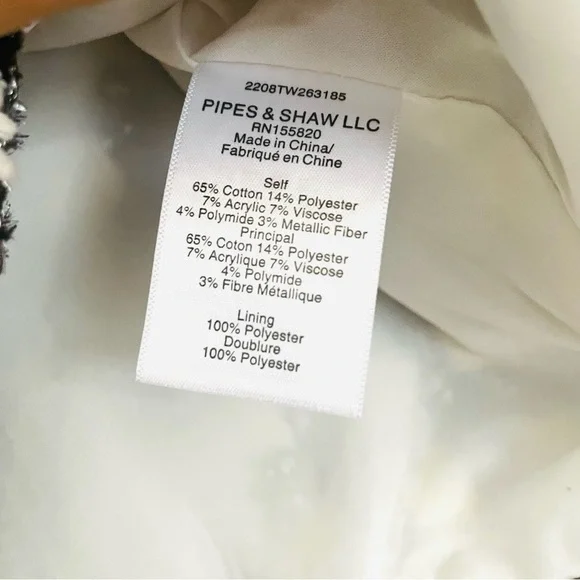 2208TW263185
PIPES & SHAW LLC
RN155820
Made in China/
Fabriqué en Chine
Self
65% Cotton 14% Polyester
7% Acrylic 7% Viscose
4% Polymide 3% Metallic Fiber
Principal
65% Coton 14% Polyester
7% Acrylique 7% Viscose
4% Polymide
3% Fibre Métallique
Lining
100% Polyester
Doublure
100% Polyester